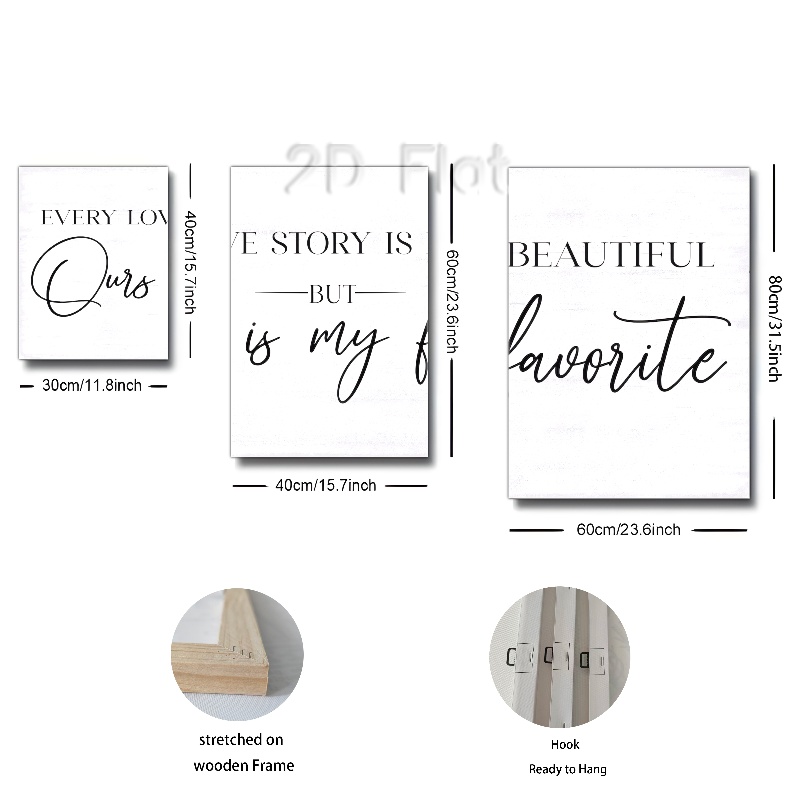 2D Flat
EVERY LOV
Ours
40cm/15.7inch
30cm/11.8inch
VE STORY IS
BUT
is my f
60cm/23.6inch
40cm/15.7inch
BEAUTIFUL
favorite
80cm/31.5inch
60cm/23.6inch
stretched on
wooden Frame
Hook
Ready to Hang